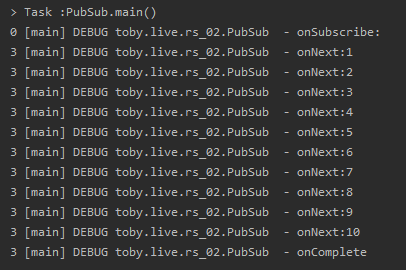 > Task :PubSub.main()
0 [main] DEBUG toby.live.rs_02.PubSub  - onSubscribe:
3 [main] DEBUG toby.live.rs_02.PubSub  - onNext:1
3 [main] DEBUG toby.live.rs_02.PubSub  - onNext:2
3 [main] DEBUG toby.live.rs_02.PubSub  - onNext:3
3 [main] DEBUG toby.live.rs_02.PubSub  - onNext:4
3 [main] DEBUG toby.live.rs_02.PubSub  - onNext:5
3 [main] DEBUG toby.live.rs_02.PubSub  - onNext:6
3 [main] DEBUG toby.live.rs_02.PubSub  - onNext:7
3 [main] DEBUG toby.live.rs_02.PubSub  - onNext:8
3 [main] DEBUG toby.live.rs_02.PubSub  - onNext:9
3 [main] DEBUG toby.live.rs_02.PubSub  - onNext:10
3 [main] DEBUG toby.live.rs_02.PubSub  - onComplete